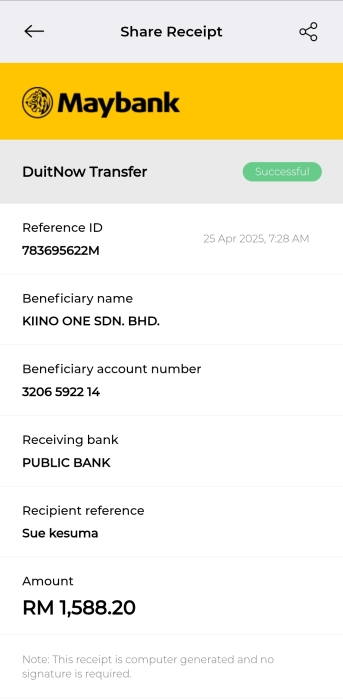 Share Receipt
Maybank
DuitNow Transfer
Successful
Reference ID
783695622M
25 Apr 2025, 7:28 AM
Beneficiary name
KIINO ONE SDN. BHD.
Beneficiary account number
3206 5922 14
Receiving bank
PUBLIC BANK
Recipient reference
Sue kesuma
Amount
RM 1,588.20
Note: This receipt is computer generated and no
signature is required.